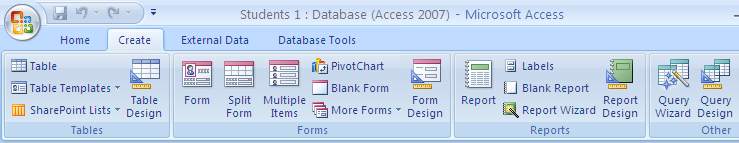 Students 1 : Database (Access 2007) - Microsoft Access
Home Create External Data Database Tools
Table
Table Templates
SharePoint Lists
Table Design
Tables
Form
Split Form
Multiple Items
PivotChart
Blank Form
More Forms
Form Design
Forms
Report
Labels
Blank Report
Report Wizard
Report Design
Reports
Query Wizard
Query Design
Other